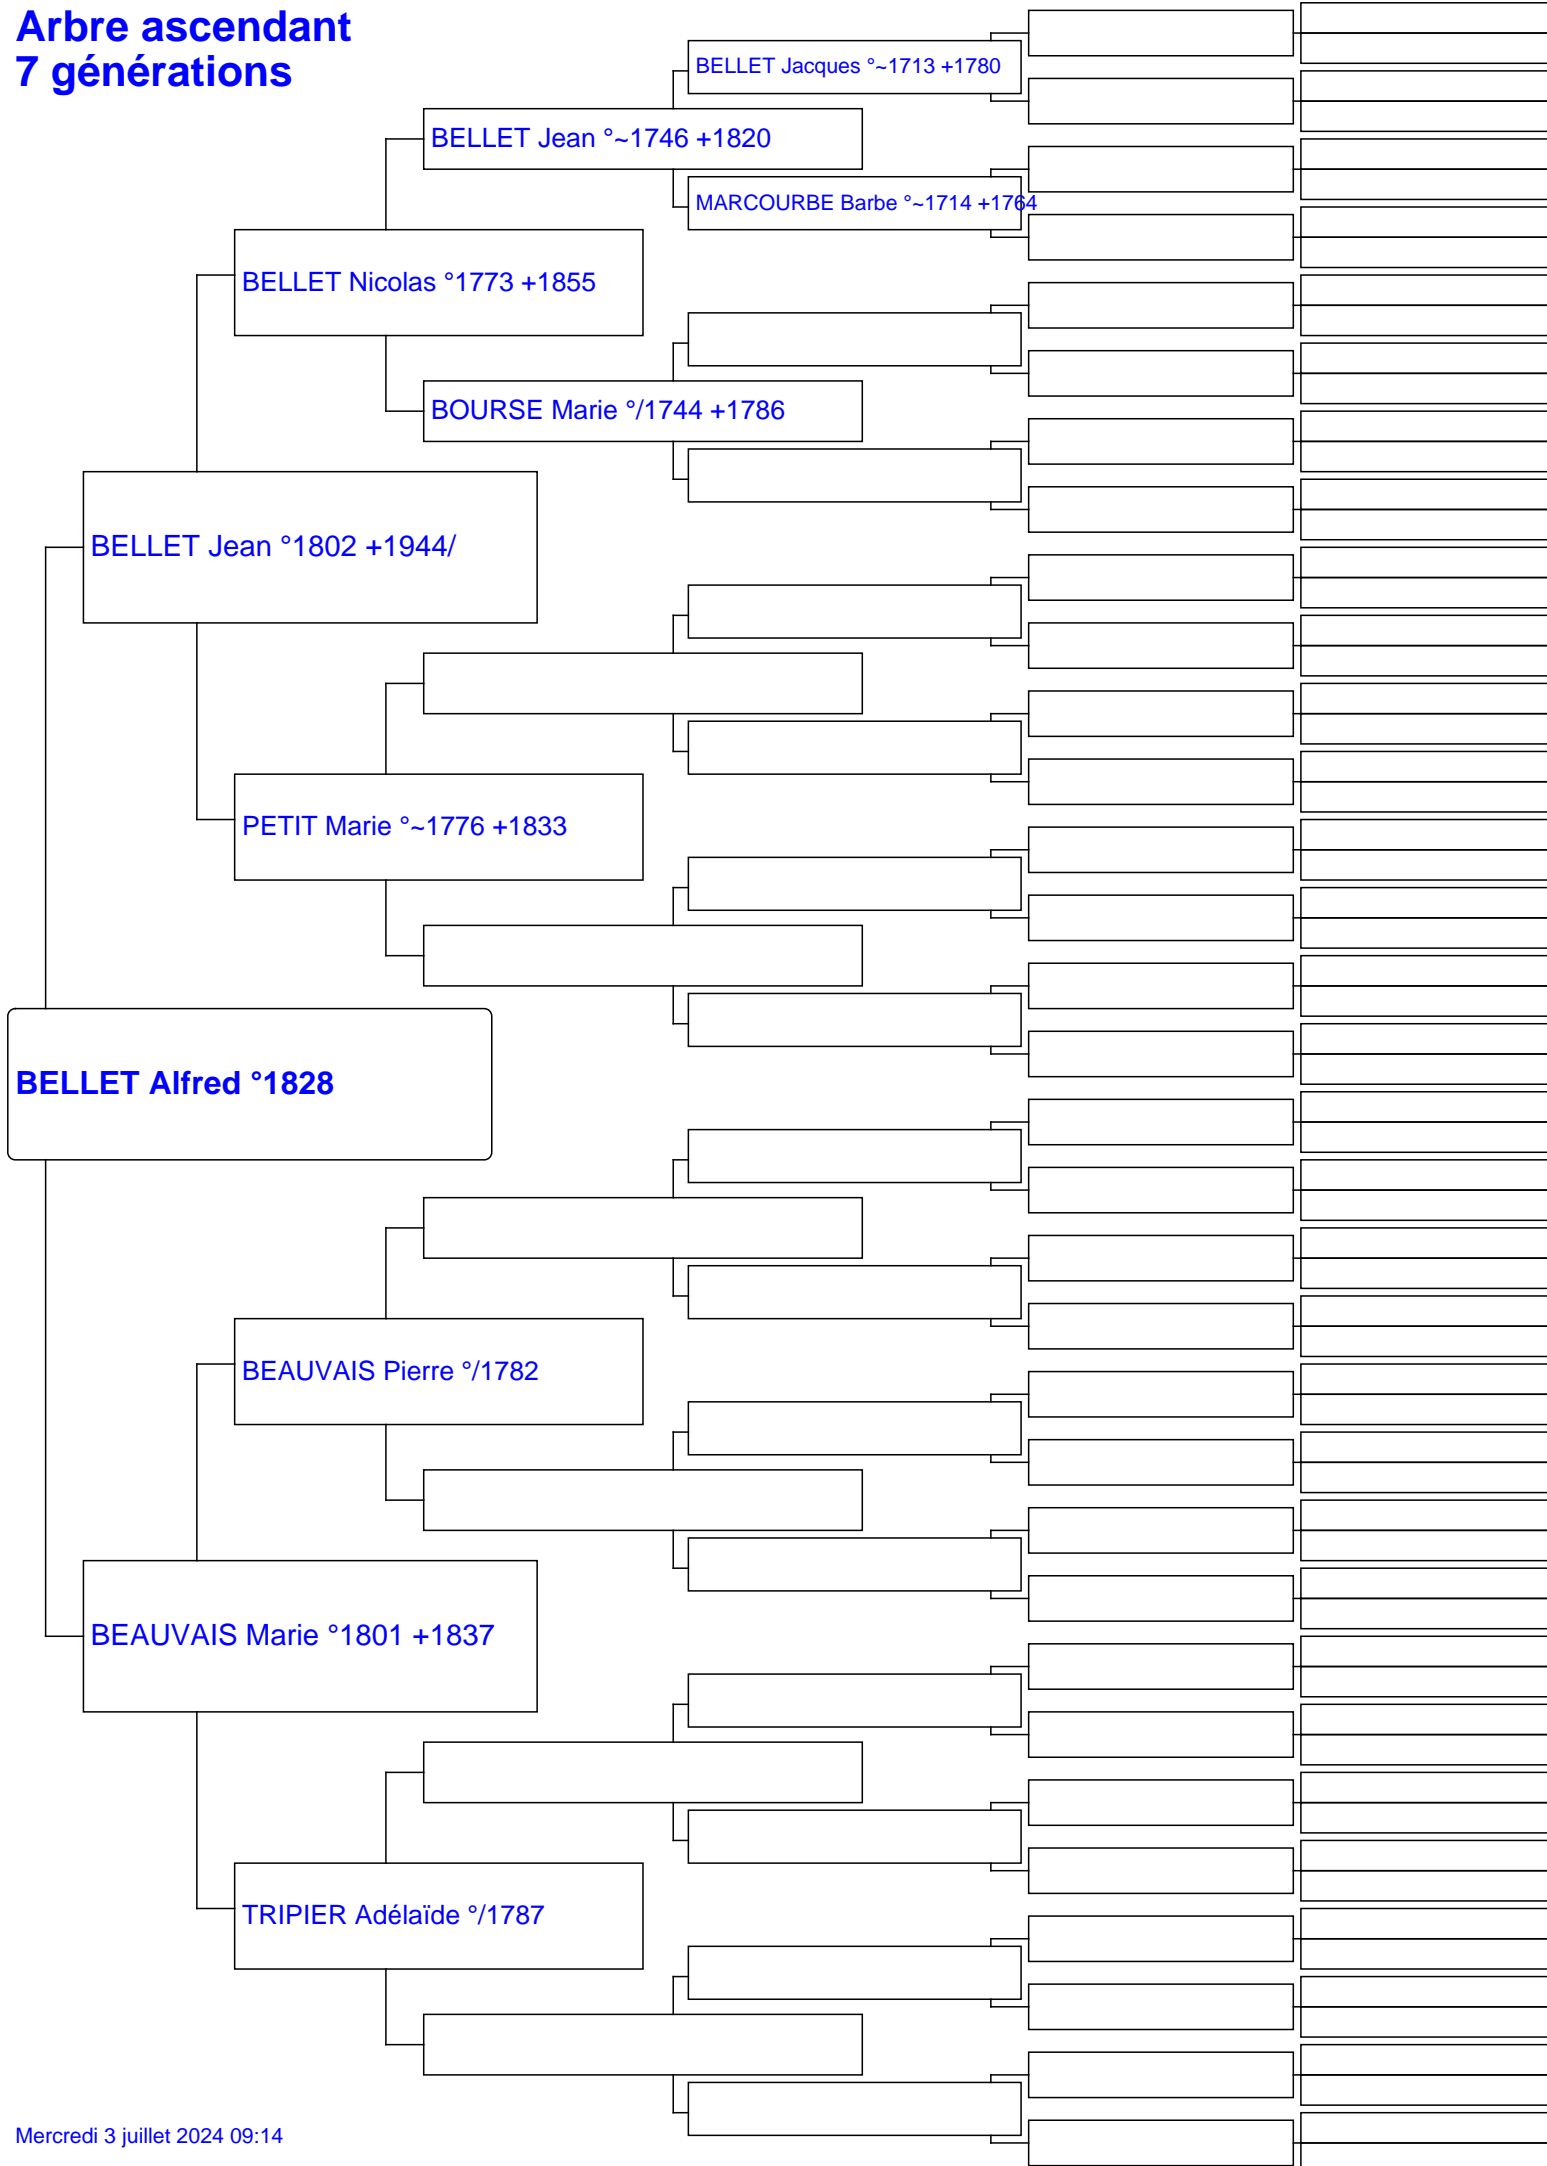 Arbre ascendant
7 générations
BELLET Jacques °~1713 +1780
BELLET Jean °~1746 +1820
MARCOURBE Barbe °~1714 +1764
BELLET Nicolas °1773 +1855
BOURSE Marie °/1744 +1786
BELLET Jean °1802 +1944/
PETIT Marie °~1776 +1833
BELLET Alfred °1828
BEAUVAIS Pierre °/1782
BEAUVAIS Marie °1801 +1837
TRIPIER Adélaïde °/1787
Mercredi 3 juillet 2024 09:14